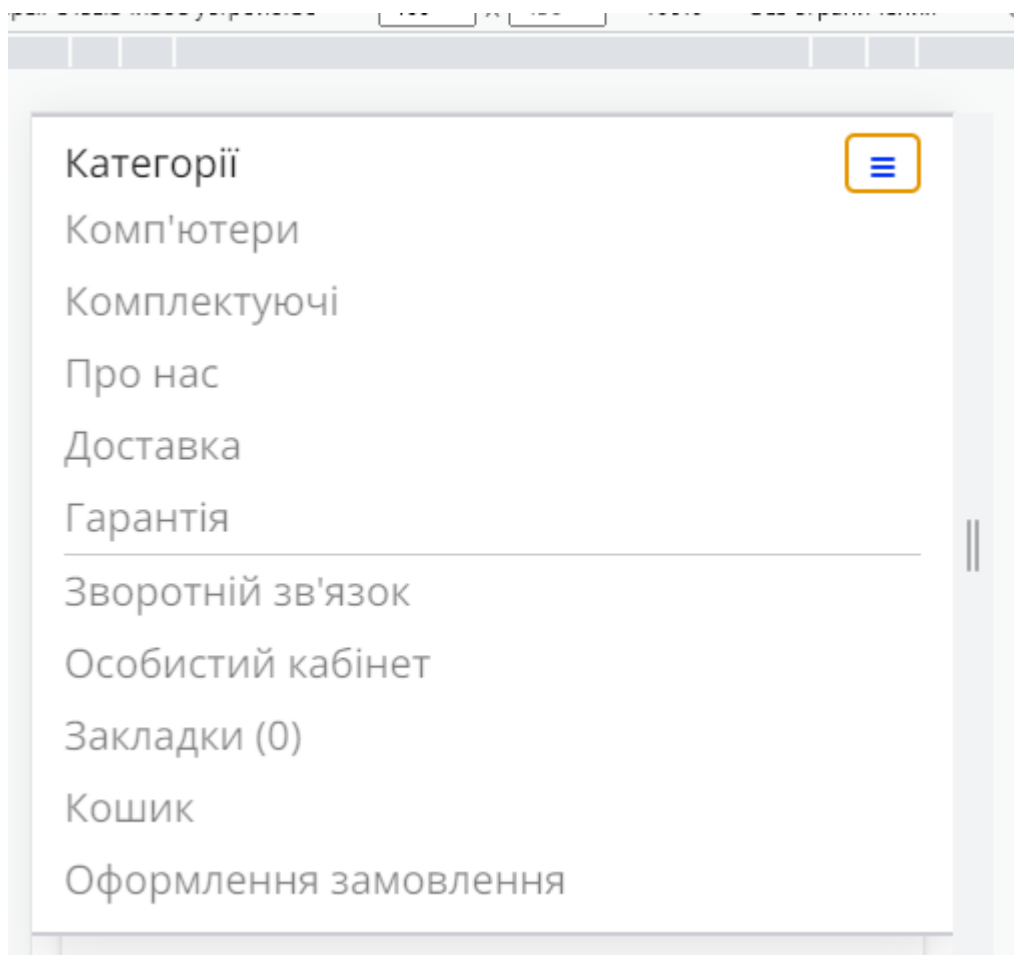 Категорії
Комп'ютери
Комплектуючі
Про нас
Доставка
Гарантія
Зворотній зв'язок
Особистий кабінет
Закладки (0)
Кошик
Оформлення замовлення